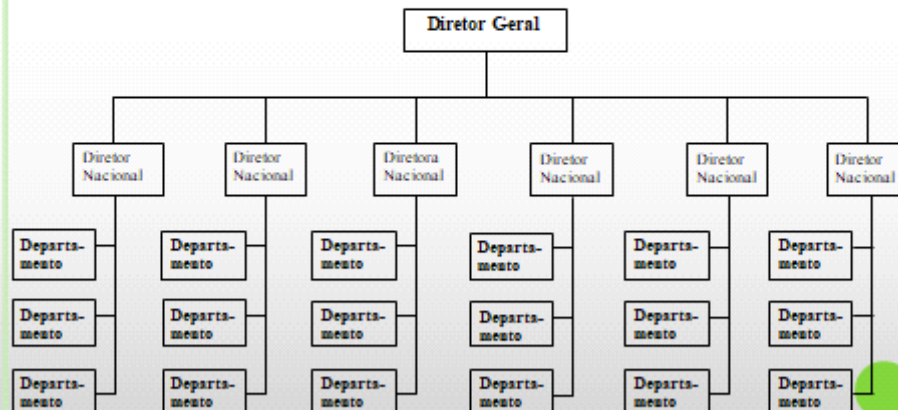 Diretor Geral
Diretor
Nacional
Diretor
Nacional
Diretora
Nacional
Diretor
Nacional
Diretor
Nacional
Diretor
Nacional
Departa-
mento
Departa-
mento
Departa-
mento
Departa-
mento
Departa-
mento
Departa-
mento
Departa-
mento
Departa-
mento
Departa-
mento
Departa-
mento
Departa-
mento
Departa-
mento
Departa-
mento
Departa-
mento
Departa-
mento
Departa-
mento
Departa-
mento
Departa-
mento